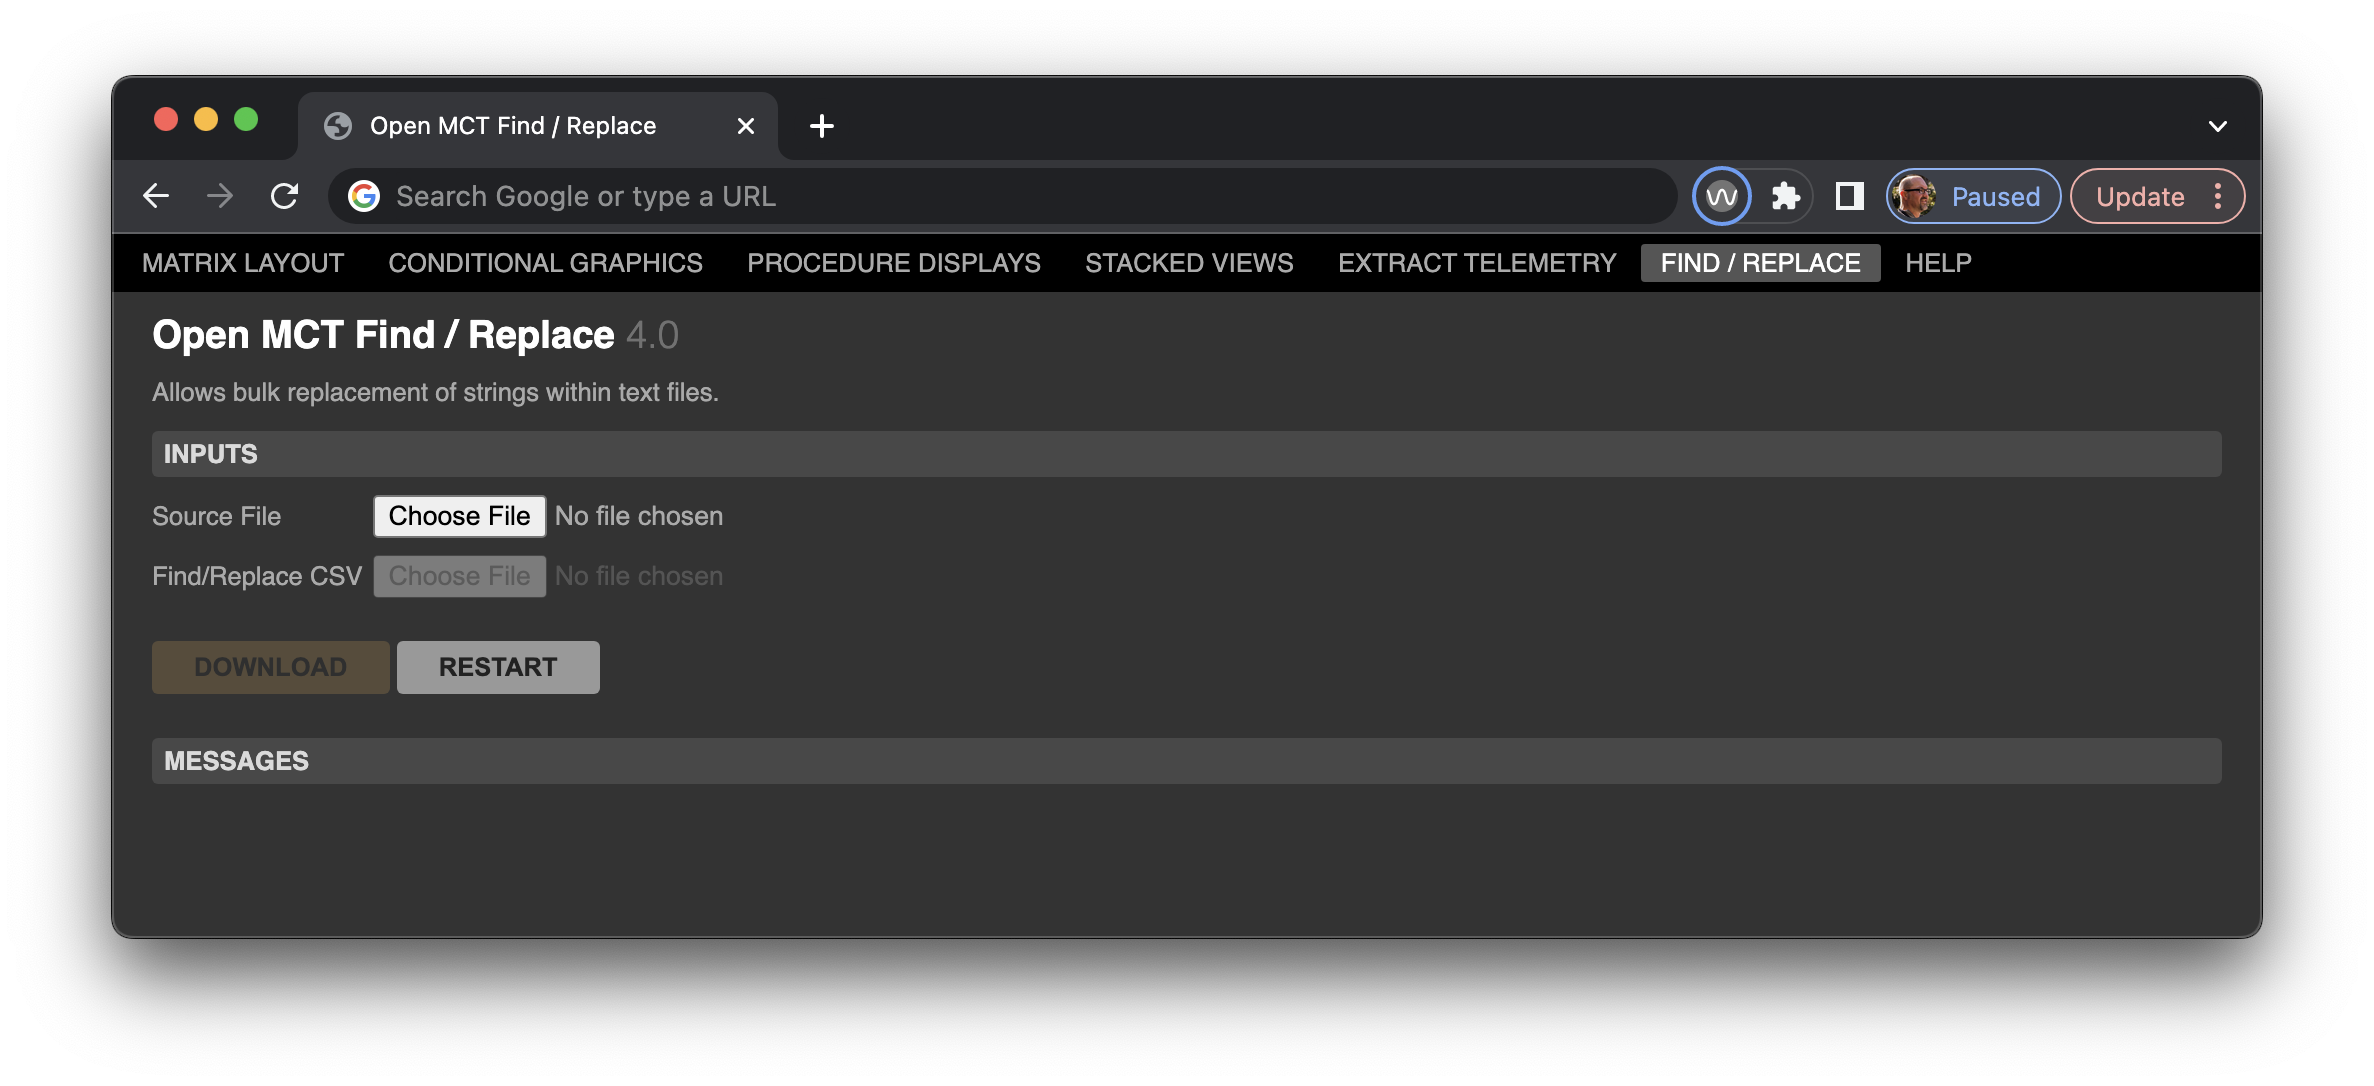 Open MCT Find / Replace
Search Google or type a URL
Paused
Update
MATRIX LAYOUT CONDITIONAL GRAPHICS PROCEDURE DISPLAYS STACKED VIEWS EXTRACT TELEMETRY FIND / REPLACE HELP
Open MCT Find / Replace 4.0
Allows bulk replacement of strings within text files.
INPUTS
Source File Choose File No file chosen
Find/Replace CSV Choose File No file chosen
DOWNLOAD RESTART
MESSAGES